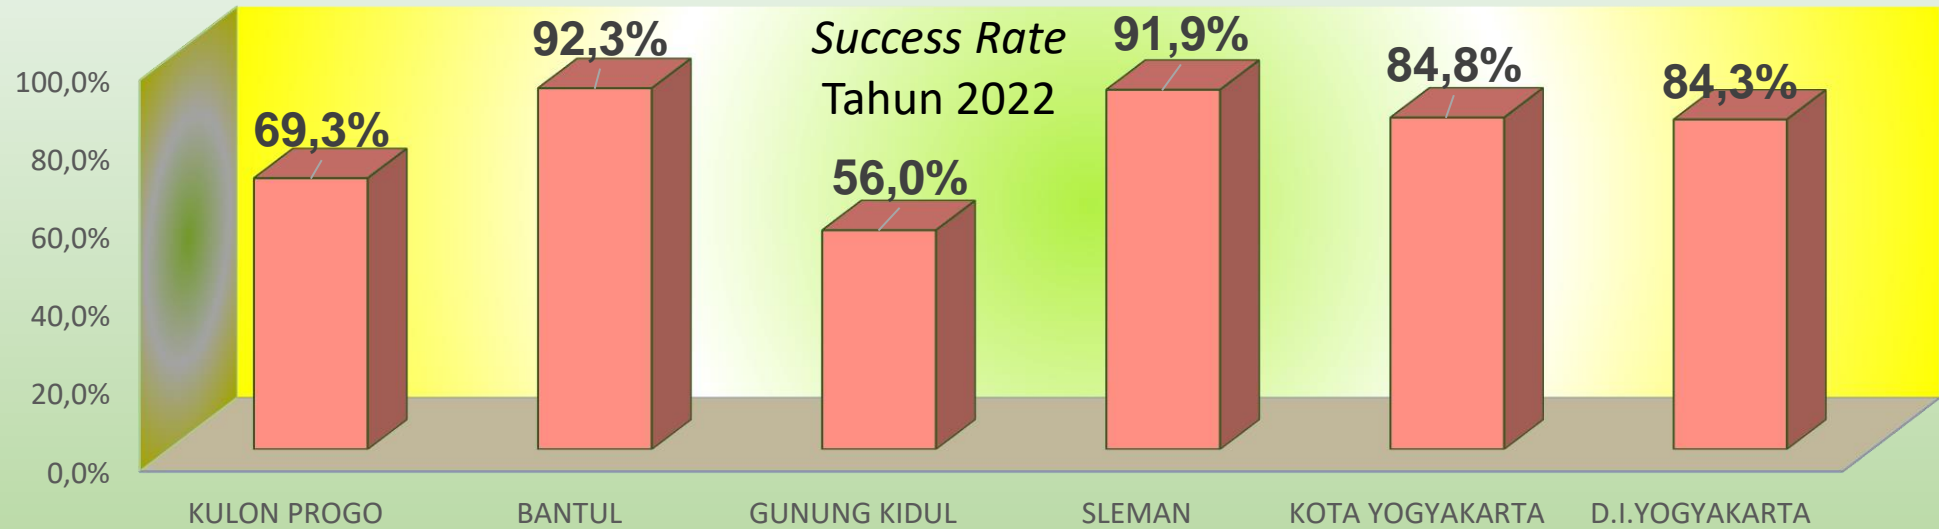 Success Rate
Tahun 2022
100,0%
80,0%
60,0%
40,0%
20,0%
0,0%
69,3%
92,3%
56,0%
91,9%
84,8%
84,3%
KULON PROGO
BANTUL
GUNUNG KIDUL
SLEMAN
KOTA YOGYAKARTA
D.I.YOGYAKARTA